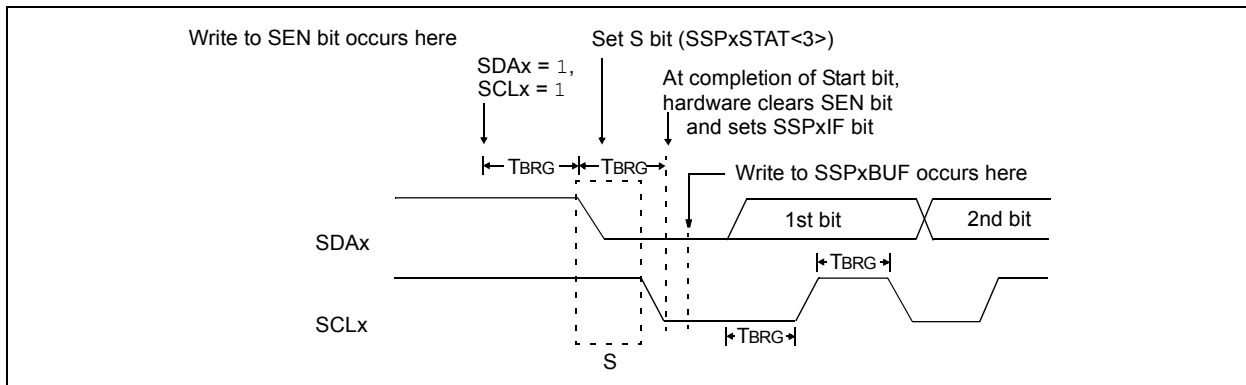 Write to SEN bit occurs here
Set S bit (SSPxSTAT<3>)
SDAx = 1,
SCLx = 1
At completion of Start bit,
hardware clears SEN bit
and sets SSPxIF bit
TBRG
TBRG
Write to SSPxBUF occurs here
1st bit
2nd bit
SDAx
TBRG
SCLx
TBRG
S